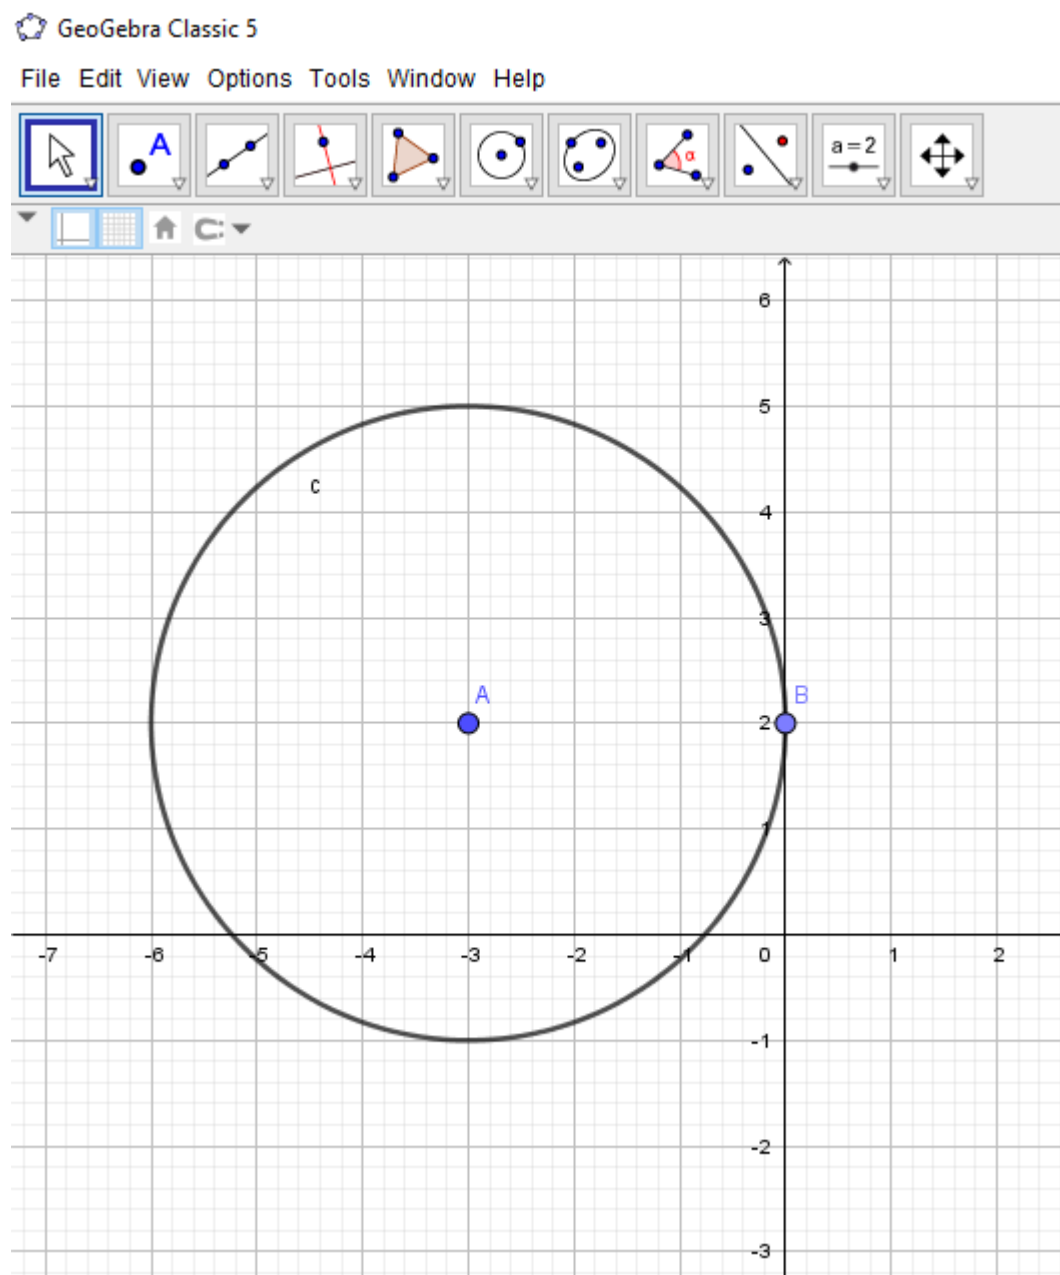 GeoGebra Classic 5
File Edit View Options Tools Window Help
A
α
a = 2
6
5
c
4
3
A
B
2
1
-7 -6 -5 -4 -3 -2 -1 0 1 2
-1
-2
-3